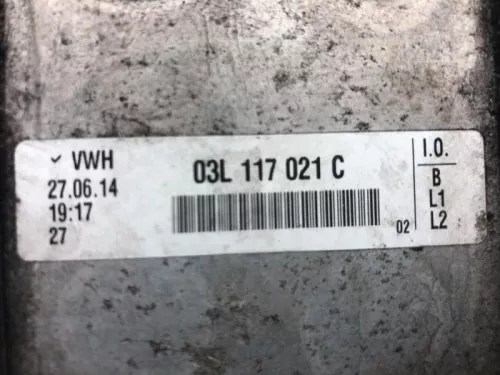 ✓ VWH
27.06.14
19:17
27
03L 117 021 C
02
I.O.
B
L1
L2